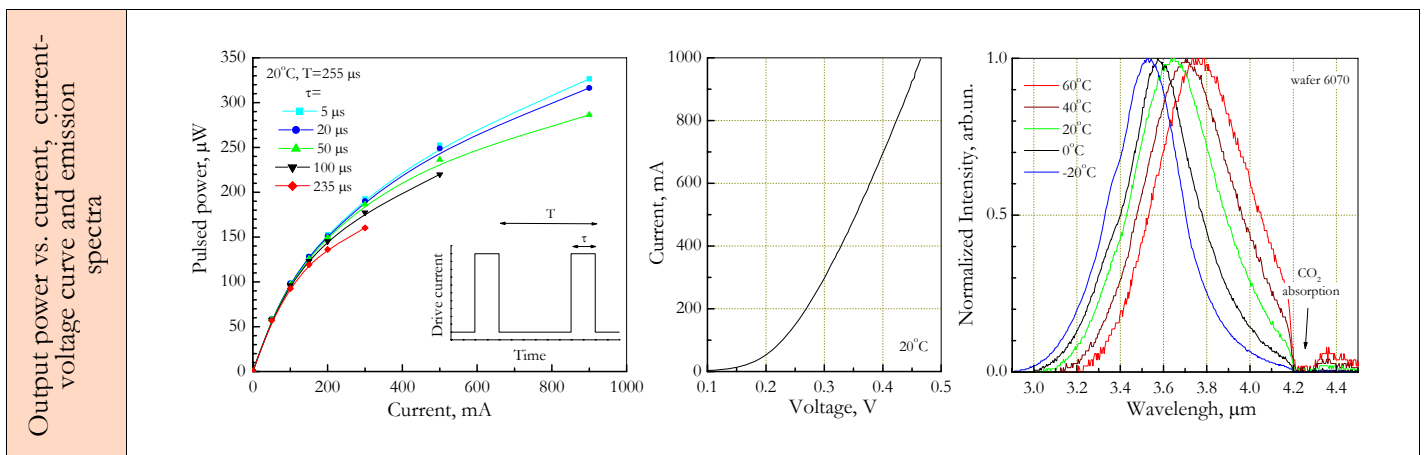 Output power vs. current, current-
voltage curve and emission
spectra
350
300
250
200
150
100
50
0
Pulsed power, μW
20°C, T=255 μs
τ=
5 μs
20 μs
50 μs
100 μs
235 μs
T
τ
Drive current
Time
0
200
400
600
800
1000
Current, mA
1000
800
600
400
200
0
Current, mA
20°C
0.1
0.2
0.3
0.4
0.5
Voltage, V
1.0
0.5
0.0
Normalized Intensity, arb.un.
60°C
40°C
20°C
0°C
-20°C
wafer 6070
CO2
absorption
3.0
3.2
3.4
3.6
3.8
4.0
4.2
4.4
Wavelengh, μm